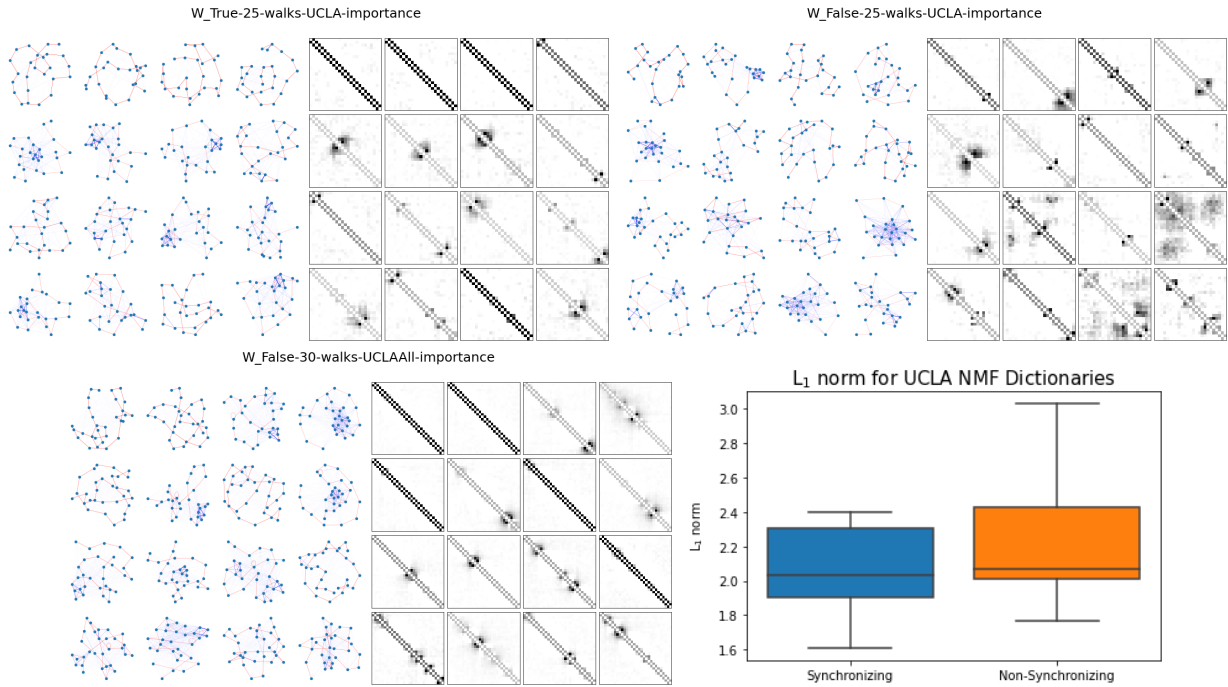 W_True-25-walks-UCLA-importance
W_False-25-walks-UCLA-importance
W_False-30-walks-UCLAAll-importance
L₁ norm for UCLA NMF Dictionaries
3.0
2.8
2.6
2.4
2.2
2.0
1.8
1.6
L₁ norm
Synchronizing
Non-Synchronizing